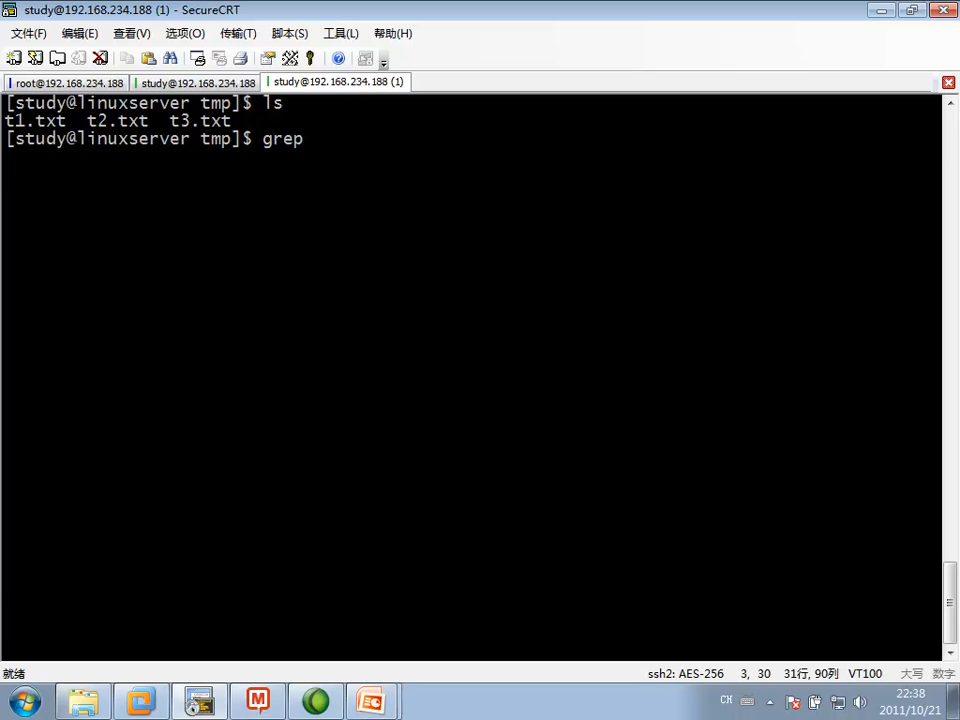 study@192.168.234.188 (1) - SecureCRT
文件(F) 编辑(E) 查看(V) 选项(O) 传输(T) 脚本(S) 工具(L) 帮助(H)
root@192.168.234.188 study@192.168.234.188 study@192.168.234.188 (1)
[study@linuxserver tmp]$ ls
t1.txt  t2.txt  t3.txt
[study@linuxserver tmp]$ grep
就绪 ssh2: AES-256 3, 30 31行, 90列 VT100 大写 数字
CH 22:38
2011/10/21